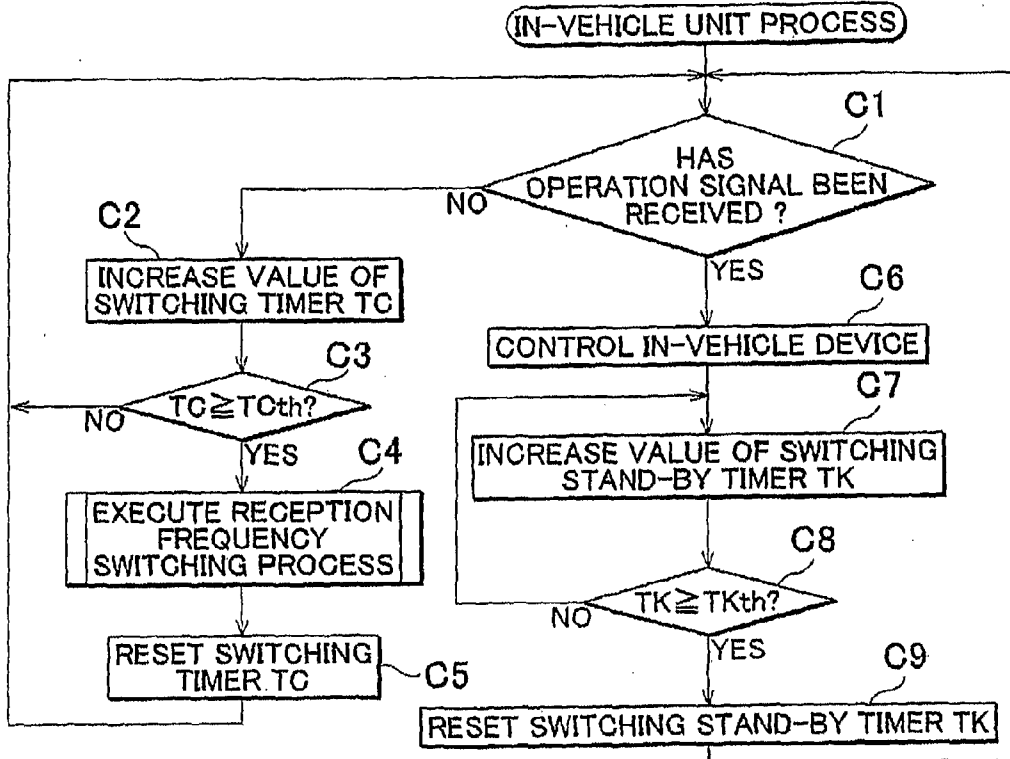 IN-VEHICLE UNIT PROCESS
C1
HAS
OPERATION SIGNAL BEEN
RECEIVED ?
NO
YES
C2
INCREASE VALUE OF
SWITCHING TIMER TC
C3
TC≧TCth?
NO
YES
C4
EXECUTE RECEPTION
FREQUENCY
SWITCHING PROCESS
RESET SWITCHING
TIMER TC
C5
C6
CONTROL IN-VEHICLE DEVICE
C7
INCREASE VALUE OF SWITCHING
STAND-BY TIMER TK
C8
TK≧TKth?
NO
YES
C9
RESET SWITCHING STAND-BY TIMER TK